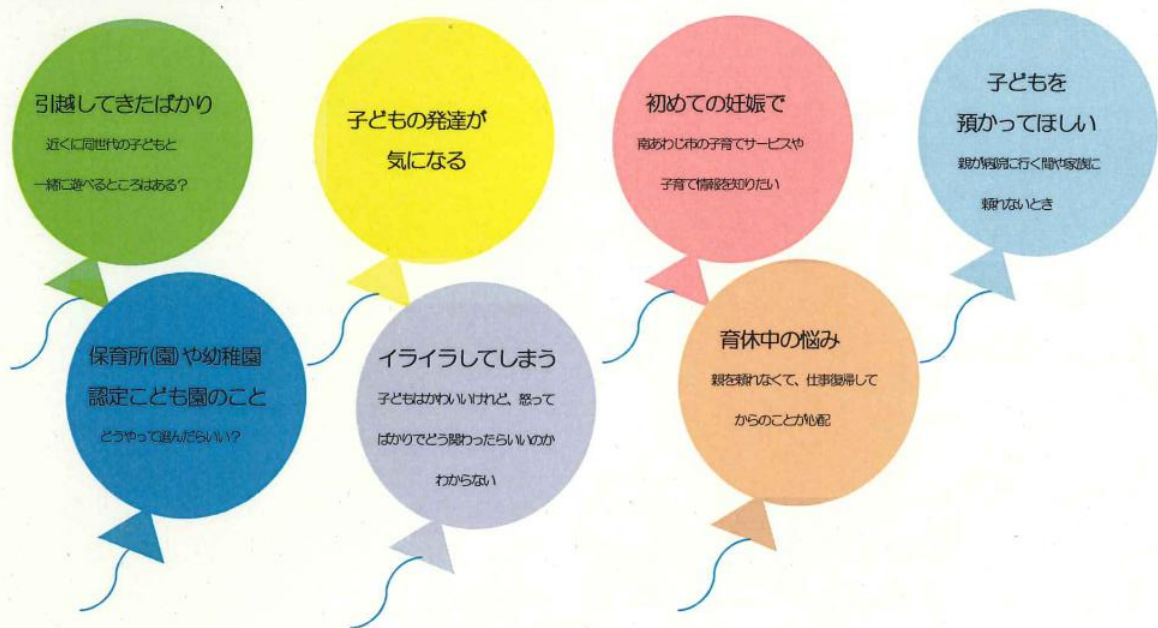 引越してきたばかり
近くに同世代の子どもと
一緒に遊べるところはある？
子どもの発達が
気になる
初めての妊娠で
南あわじ市の子育てサービスや
子育て情報を知りたい
子どもを
預かってほしい
親が病院に行く間や家族に
頼れないとき
保育所(園)や幼稚園
認定こども園のこと
どうやって選んだらいい？
イライラしてしまう
子どもはかわいいけれど、怒って
ばかりでどう関わったらいいのか
わからない
育休中の悩み
親を頼れなくて、仕事復帰して
からのことが心配